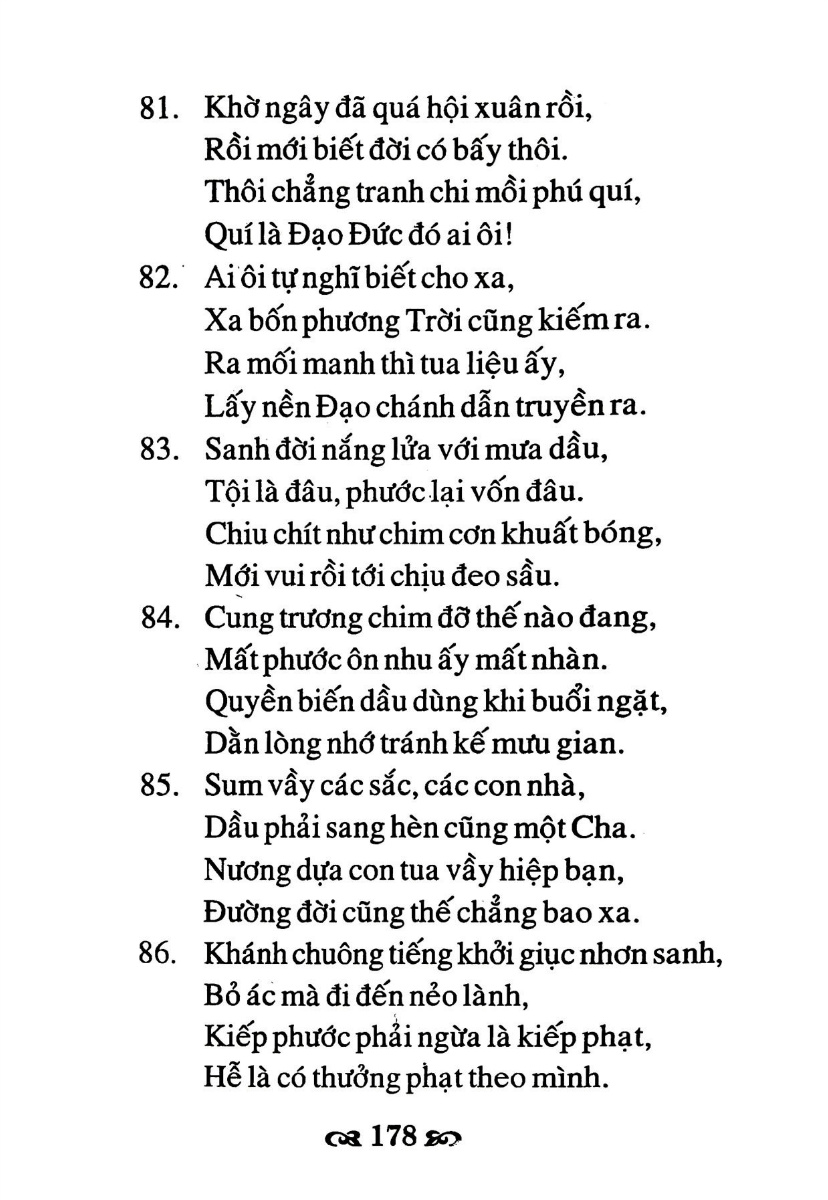 81. Khờ ngây đã quá hội xuân rồi,
Rồi mới biết đời có bấy thôi.
Thôi chẳng tranh chi mồi phú quí,
Quí là Đạo Đức đó ai ôi!
82. Ai ôi tự nghĩ biết cho xa,
Xa bốn phương Trời cũng kiếm ra.
Ra mối manh thì tua liệu ấy,
Lấy nền Đạo chánh dẫn truyền ra.
83. Sanh đời nắng lửa với mưa dầu,
Tội là đâu, phước lại vốn đâu.
Chiu chít như chim cơn khuất bóng,
Mới vui rồi tới chịu đeo sầu.
84. Cung trương chim đỡ thế nào đang,
Mất phước ôn nhu ấy mất nhàn.
Quyền biến dầu dùng khi buổi ngặt,
Dằn lòng nhớ tránh kế mưu gian.
85. Sum vầy các sắc, các con nhà,
Dầu phải sang hèn cũng một Cha.
Nương dựa con tua vầy hiệp bạn,
Đường đời cũng thế chẳng bao xa.
86. Khánh chuông tiếng khởi giục nhơn sanh,
Bỏ ác mà đi đến nẻo lành,
Kiếp phước phải ngừa là kiếp phạt,
Hễ là có thưởng phạt theo mình.
178